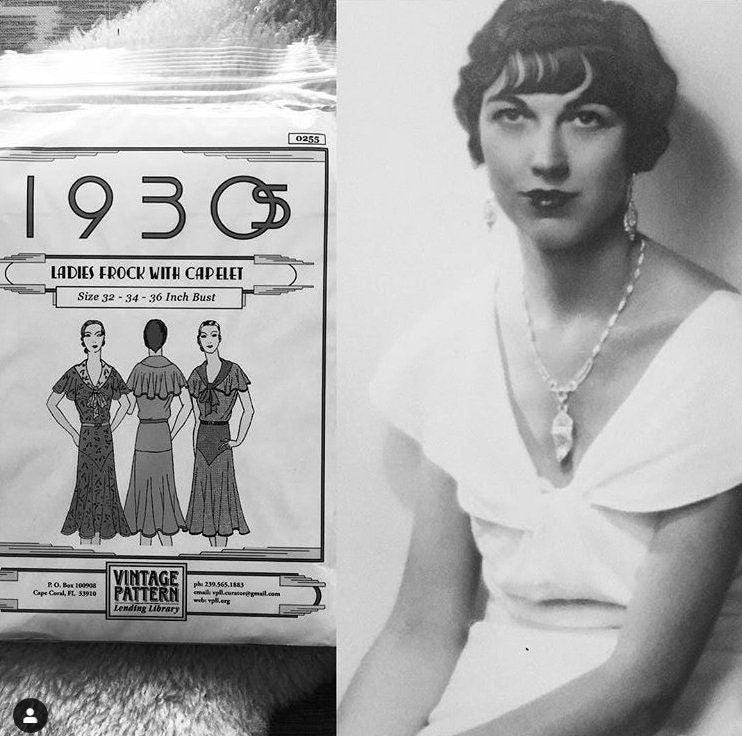 0255
1930s
LADIES FROCK WITH CAPELET
Size 32 - 34 - 36 Inch Bust
P. O. Box 100908
Cape Coral, FL 33910
VINTAGE
PATTERN
Lending Library
ph: 239.565.1883
email: vpll.curator@gmail.com
web: vpll.org